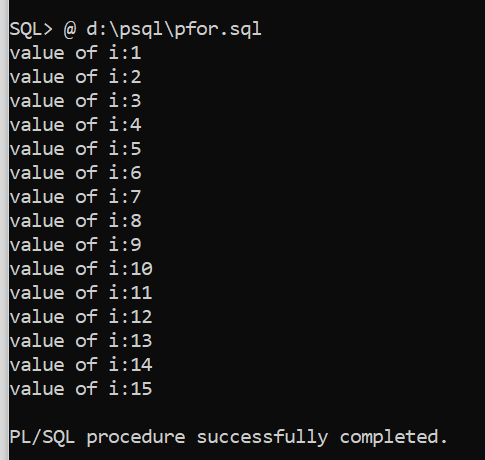 SQL> @ d:\psql\pfor.sql
value of i:1
value of i:2
value of i:3
value of i:4
value of i:5
value of i:6
value of i:7
value of i:8
value of i:9
value of i:10
value of i:11
value of i:12
value of i:13
value of i:14
value of i:15
PL/SQL procedure successfully completed.